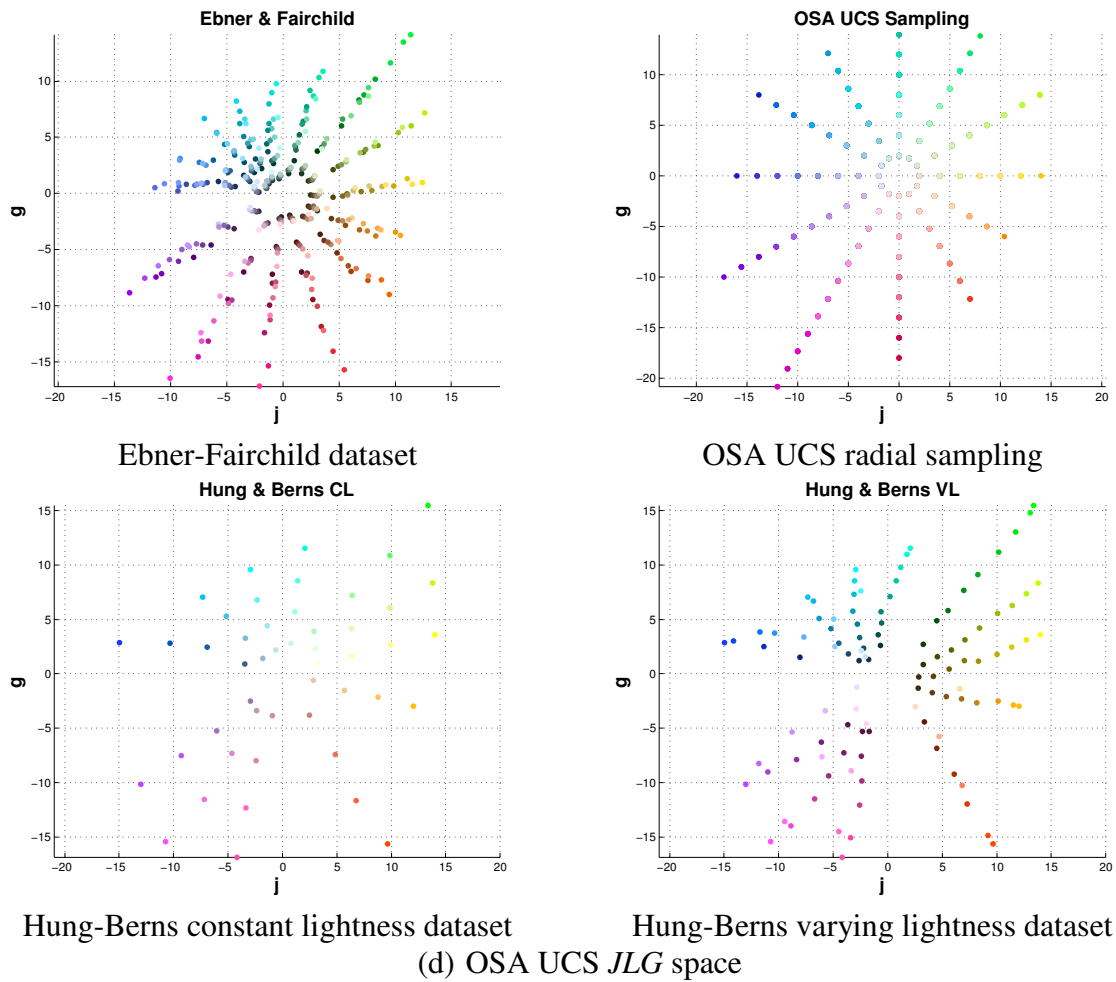 Ebner & Fairchild
10
5
0
−5
−10
−15
g
−20 −15 −10 −5 0 5 10 15
j
Ebner-Fairchild dataset
OSA UCS Sampling
10
5
0
−5
−10
−15
−20
g
−20 −15 −10 −5 0 5 10 15 20
j
OSA UCS radial sampling
Hung & Berns CL
15
10
5
0
−5
−10
−15
g
−20 −15 −10 −5 0 5 10 15 20
j
Hung-Berns constant lightness dataset
Hung & Berns VL
15
10
5
0
−5
−10
−15
g
−20 −15 −10 −5 0 5 10 15 20
j
Hung-Berns varying lightness dataset
(d) OSA UCS JLG space